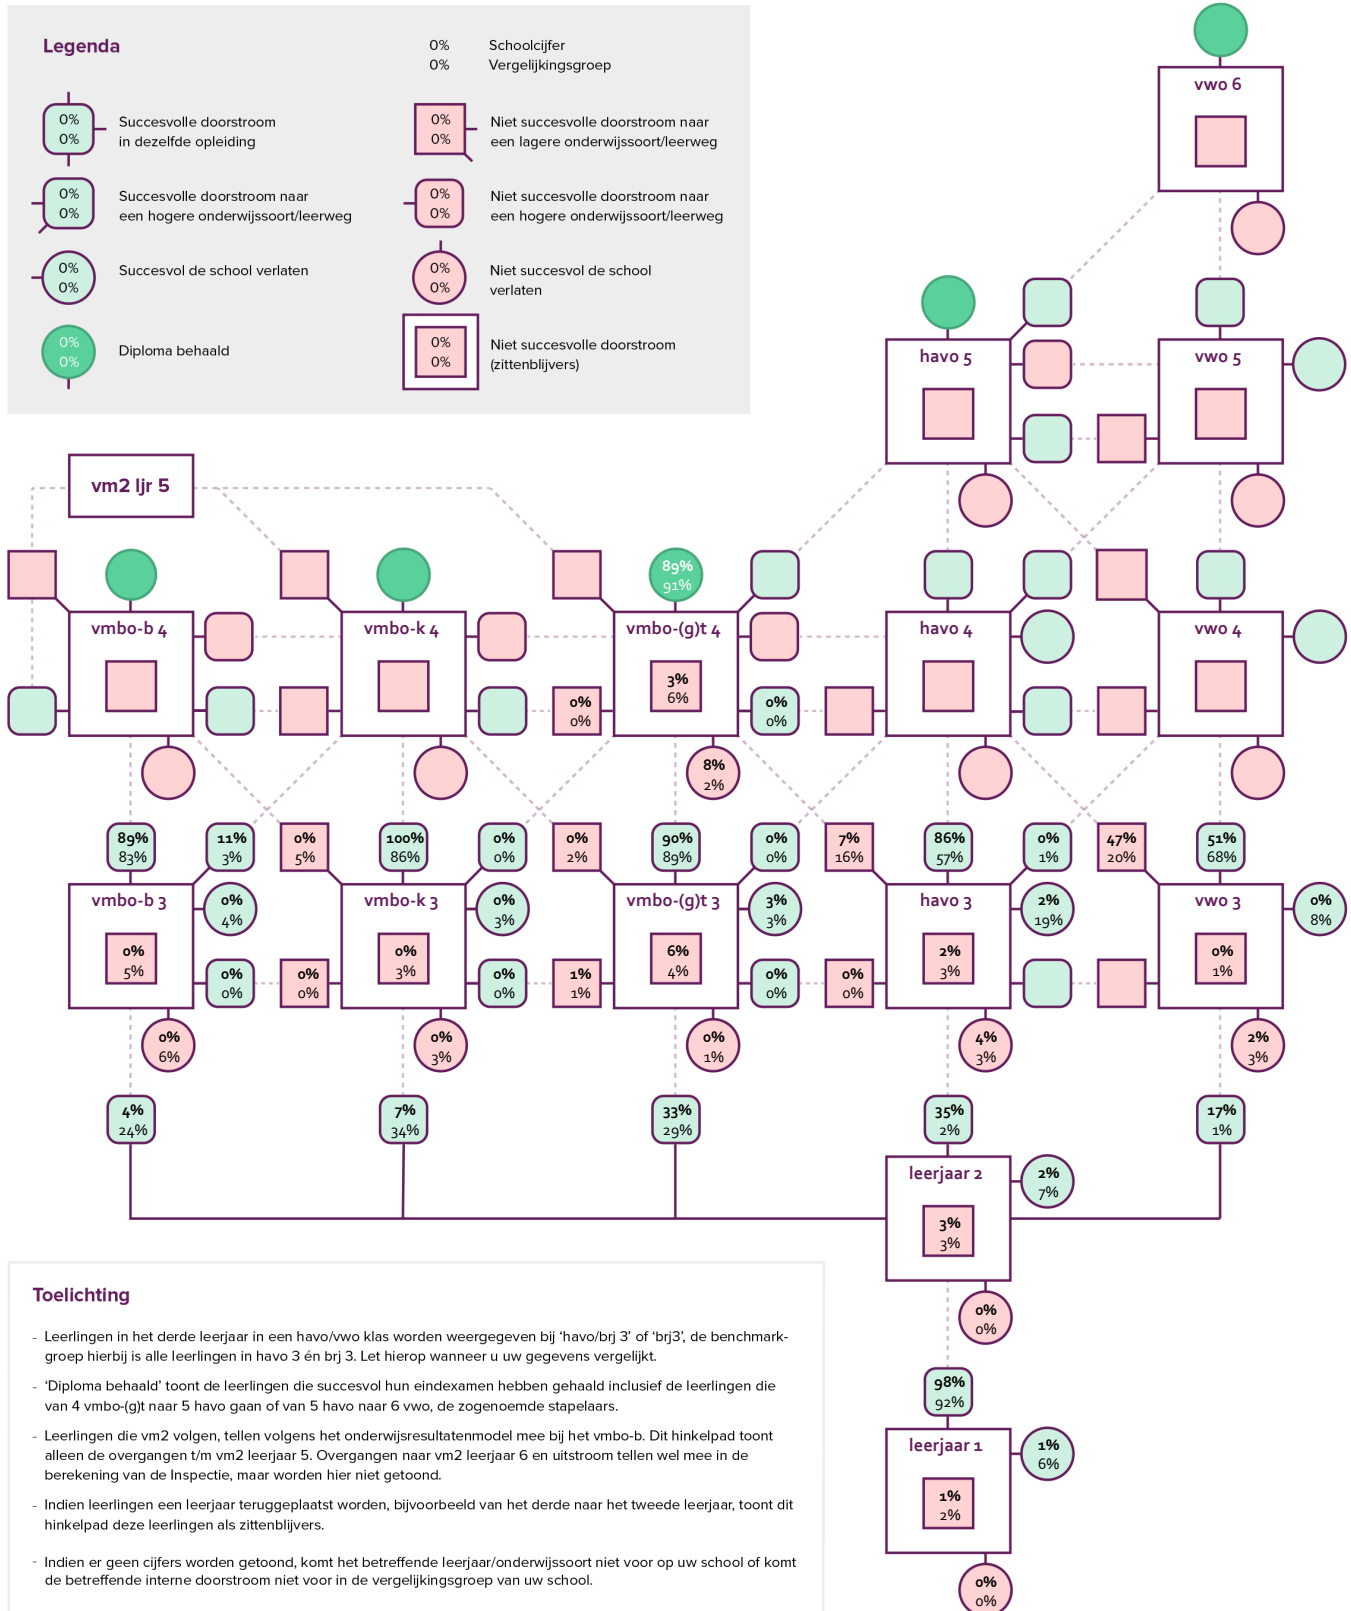 Legenda
0% Schoolcijfer
0% Vergelijkingsgroep
0%
0%
Succesvolle doorstroom
in dezelfde opleiding
0%
0%
Niet succesvolle doorstroom naar
een lagere onderwijssoort/leerweg
0%
0%
Succesvolle doorstroom naar
een hogere onderwijssoort/leerweg
0%
0%
Niet succesvolle doorstroom naar
een hogere onderwijssoort/leerweg
0%
0%
Succesvol de school verlaten
0%
0%
Niet succesvol de school
verlaten
0%
0%
Diploma behaald
0%
0%
Niet succesvolle doorstroom
(zittenblijvers)
vwo 6
havo 5
vwo 5
vm2 ljr 5
89%
91%
vmbo-b 4
vmbo-k 4
vmbo-(g)t 4
havo 4
vwo 4
3%
6%
0%
0%
0%
0%
8%
2%
89%
83%
11%
3%
0%
5%
100%
86%
0%
0%
0%
2%
90%
89%
0%
0%
7%
16%
86%
57%
0%
1%
47%
20%
51%
68%
vmbo-b 3
0%
4%
vmbo-k 3
0%
3%
vmbo-(g)t 3
3%
3%
havo 3
2%
19%
vwo 3
0%
8%
0%
5%
0%
0%
0%
0%
0%
3%
0%
0%
1%
1%
6%
4%
0%
0%
0%
0%
2%
3%
0%
1%
0%
6%
0%
3%
0%
1%
4%
3%
2%
3%
4%
24%
7%
34%
33%
29%
35%
2%
17%
1%
leerjaar 2
2%
7%
3%
3%
0%
0%
98%
92%
leerjaar 1
1%
6%
1%
2%
0%
0%
Toelichting
- Leerlingen in het derde leerjaar in een havo/vwo klas worden weergegeven bij ‘havo/brj 3’ of ‘brj3’, de benchmark-
groep hierbij is alle leerlingen in havo 3 én brj 3. Let hierop wanneer u uw gegevens vergelijkt.
- ‘Diploma behaald’ toont de leerlingen die succesvol hun eindexamen hebben gehaald inclusief de leerlingen die
van 4 vmbo-(g)t naar 5 havo gaan of van 5 havo naar 6 vwo, de zogenoemde stapelaars.
- Leerlingen die vm2 volgen, tellen volgens het onderwijsresultatenmodel mee bij het vmbo-b. Dit hinkelpad toont
alleen de overgangen t/m vm2 leerjaar 5. Overgangen naar vm2 leerjaar 6 en uitstroom tellen wel mee in de
berekening van de Inspectie, maar worden hier niet getoond.
- Indien leerlingen een leerjaar teruggeplaatst worden, bijvoorbeeld van het derde naar het tweede leerjaar, toont dit
hinkelpad deze leerlingen als zittenblijvers.
- Indien er geen cijfers worden getoond, komt het betreffende leerjaar/onderwijssoort niet voor op uw school of komt
de betreffende interne doorstroom niet voor in de vergelijkingsgroep van uw school.